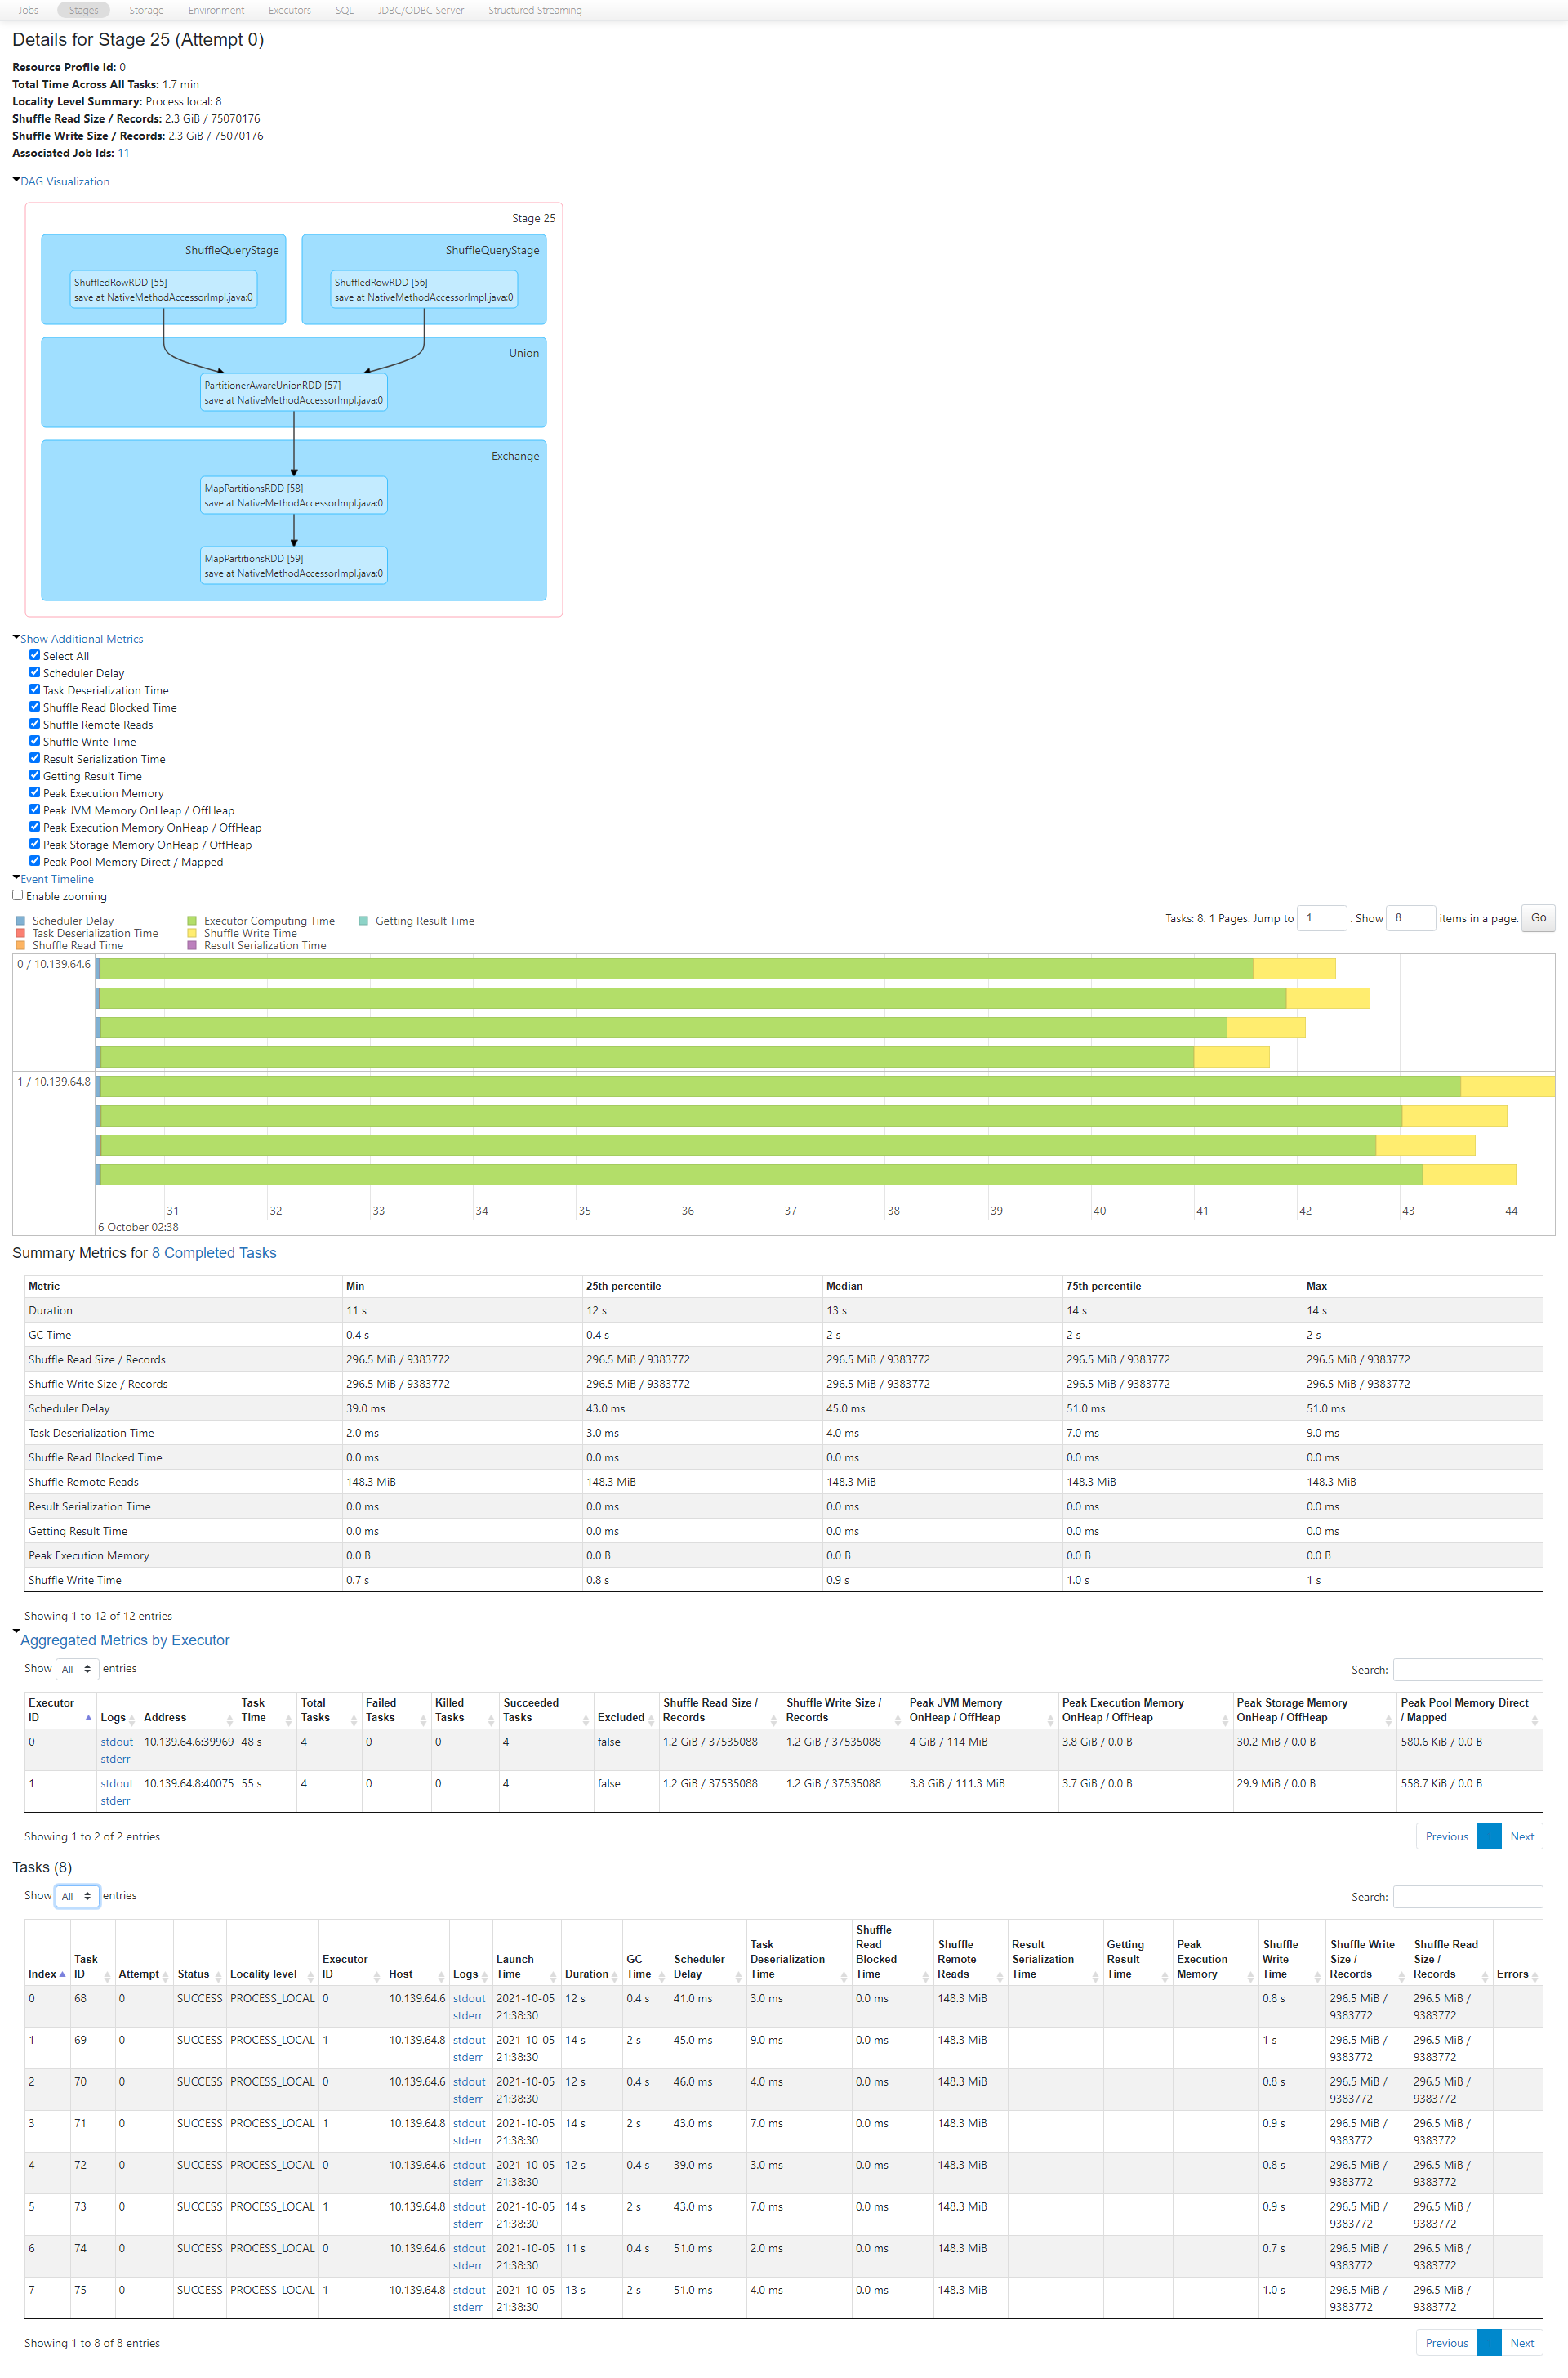 Jobs Stages Storage Environment Executors SQL JDBC/ODBC Server Structured Streaming
Details for Stage 25 (Attempt 0)
Resource Profile Id: 0
Total Time Across All Tasks: 1.7 min
Locality Level Summary: Process local: 8
Shuffle Read Size / Records: 2.3 GiB / 75070176
Shuffle Write Size / Records: 2.3 GiB / 75070176
Associated Job Ids: 11
DAG Visualization
Stage 25
ShuffleQueryStage ShuffleQueryStage
ShuffledRowRDD [55] ShuffledRowRDD [56]
save at NativeMethodAccessorImpl.java:0 save at NativeMethodAccessorImpl.java:0
Union
PartitionerAwareUnionRDD [57]
save at NativeMethodAccessorImpl.java:0
Exchange
MapPartitionsRDD [58]
save at NativeMethodAccessorImpl.java:0
MapPartitionsRDD [59]
save at NativeMethodAccessorImpl.java:0
Show Additional Metrics
Select All
Scheduler Delay
Task Deserialization Time
Shuffle Read Blocked Time
Shuffle Remote Reads
Shuffle Write Time
Result Serialization Time
Getting Result Time
Peak Execution Memory
Peak JVM Memory OnHeap / OffHeap
Peak Execution Memory OnHeap / OffHeap
Peak Storage Memory OnHeap / OffHeap
Peak Pool Memory Direct / Mapped
Event Timeline
Enable zooming
Scheduler Delay Executor Computing Time Getting Result Time Tasks: 8. 1 Pages. Jump to 1 . Show 8 items in a page. Go
Task Deserialization Time Shuffle Write Time
Shuffle Read Time Result Serialization Time
0 / 10.139.64.6
1 / 10.139.64.8
31 32 33 34 35 36 37 38 39 40 41 42 43 44
6 October 02:38
Summary Metrics for 8 Completed Tasks
Metric Min 25th percentile Median 75th percentile Max
Duration 11 s 12 s 13 s 14 s 14 s
GC Time 0.4 s 0.4 s 2 s 2 s 2 s
Shuffle Read Size / Records 296.5 MiB / 9383772 296.5 MiB / 9383772 296.5 MiB / 9383772 296.5 MiB / 9383772 296.5 MiB / 9383772
Shuffle Write Size / Records 296.5 MiB / 9383772 296.5 MiB / 9383772 296.5 MiB / 9383772 296.5 MiB / 9383772 296.5 MiB / 9383772
Scheduler Delay 39.0 ms 43.0 ms 45.0 ms 51.0 ms 51.0 ms
Task Deserialization Time 2.0 ms 3.0 ms 4.0 ms 7.0 ms 9.0 ms
Shuffle Read Blocked Time 0.0 ms 0.0 ms 0.0 ms 0.0 ms 0.0 ms
Shuffle Remote Reads 148.3 MiB 148.3 MiB 148.3 MiB 148.3 MiB 148.3 MiB
Result Serialization Time 0.0 ms 0.0 ms 0.0 ms 0.0 ms 0.0 ms
Getting Result Time 0.0 ms 0.0 ms 0.0 ms 0.0 ms 0.0 ms
Peak Execution Memory 0.0 B 0.0 B 0.0 B 0.0 B 0.0 B
Shuffle Write Time 0.7 s 0.8 s 0.9 s 1.0 s 1 s
Showing 1 to 12 of 12 entries
Aggregated Metrics by Executor
Show All entries Search:
Executor ID Logs Address Task Time Total Tasks Failed Tasks Killed Tasks Succeeded Tasks Excluded Shuffle Read Size / Records Shuffle Write Size / Records Peak JVM Memory OnHeap / OffHeap Peak Execution Memory OnHeap / OffHeap Peak Storage Memory OnHeap / OffHeap Peak Pool Memory Direct / Mapped
0 stdout 10.139.64.6:39969 48 s 4 0 0 4 false 1.2 GiB / 37535088 1.2 GiB / 37535088 4 GiB / 114 MiB 3.8 GiB / 0.0 B 30.2 MiB / 0.0 B 580.6 KiB / 0.0 B
stderr
1 stdout 10.139.64.8:40075 55 s 4 0 0 4 false 1.2 GiB / 37535088 1.2 GiB / 37535088 3.8 GiB / 111.3 MiB 3.7 GiB / 0.0 B 29.9 MiB / 0.0 B 558.7 KiB / 0.0 B
stderr
Showing 1 to 2 of 2 entries Previous Next
Tasks (8)
Show All entries Search:
Index Task ID Attempt Status Locality level Executor ID Host Logs Launch Time Duration GC Time Scheduler Delay Task Deserialization Time Shuffle Read Blocked Time Shuffle Remote Reads Result Serialization Time Getting Result Time Peak Execution Memory Shuffle Write Time Shuffle Write Size / Records Shuffle Read Size / Records Errors
0 68 0 SUCCESS PROCESS_LOCAL 0 10.139.64.6 stdout 2021-10-05 12 s 0.4 s 41.0 ms 3.0 ms 0.0 ms 148.3 MiB 0.8 s 296.5 MiB / 296.5 MiB /
stderr 21:38:30 9383772 9383772
1 69 0 SUCCESS PROCESS_LOCAL 1 10.139.64.8 stdout 2021-10-05 14 s 2 s 45.0 ms 9.0 ms 0.0 ms 148.3 MiB 1 s 296.5 MiB / 296.5 MiB /
stderr 21:38:30 9383772 9383772
2 70 0 SUCCESS PROCESS_LOCAL 0 10.139.64.6 stdout 2021-10-05 12 s 0.4 s 46.0 ms 4.0 ms 0.0 ms 148.3 MiB 0.8 s 296.5 MiB / 296.5 MiB /
stderr 21:38:30 9383772 9383772
3 71 0 SUCCESS PROCESS_LOCAL 1 10.139.64.8 stdout 2021-10-05 14 s 2 s 43.0 ms 7.0 ms 0.0 ms 148.3 MiB 0.9 s 296.5 MiB / 296.5 MiB /
stderr 21:38:30 9383772 9383772
4 72 0 SUCCESS PROCESS_LOCAL 0 10.139.64.6 stdout 2021-10-05 12 s 0.4 s 39.0 ms 3.0 ms 0.0 ms 148.3 MiB 0.8 s 296.5 MiB / 296.5 MiB /
stderr 21:38:30 9383772 9383772
5 73 0 SUCCESS PROCESS_LOCAL 1 10.139.64.8 stdout 2021-10-05 14 s 2 s 43.0 ms 7.0 ms 0.0 ms 148.3 MiB 0.9 s 296.5 MiB / 296.5 MiB /
stderr 21:38:30 9383772 9383772
6 74 0 SUCCESS PROCESS_LOCAL 0 10.139.64.6 stdout 2021-10-05 11 s 0.4 s 51.0 ms 2.0 ms 0.0 ms 148.3 MiB 0.7 s 296.5 MiB / 296.5 MiB /
stderr 21:38:30 9383772 9383772
7 75 0 SUCCESS PROCESS_LOCAL 1 10.139.64.8 stdout 2021-10-05 13 s 2 s 51.0 ms 4.0 ms 0.0 ms 148.3 MiB 1.0 s 296.5 MiB / 296.5 MiB /
stderr 21:38:30 9383772 9383772
Showing 1 to 8 of 8 entries Previous Next